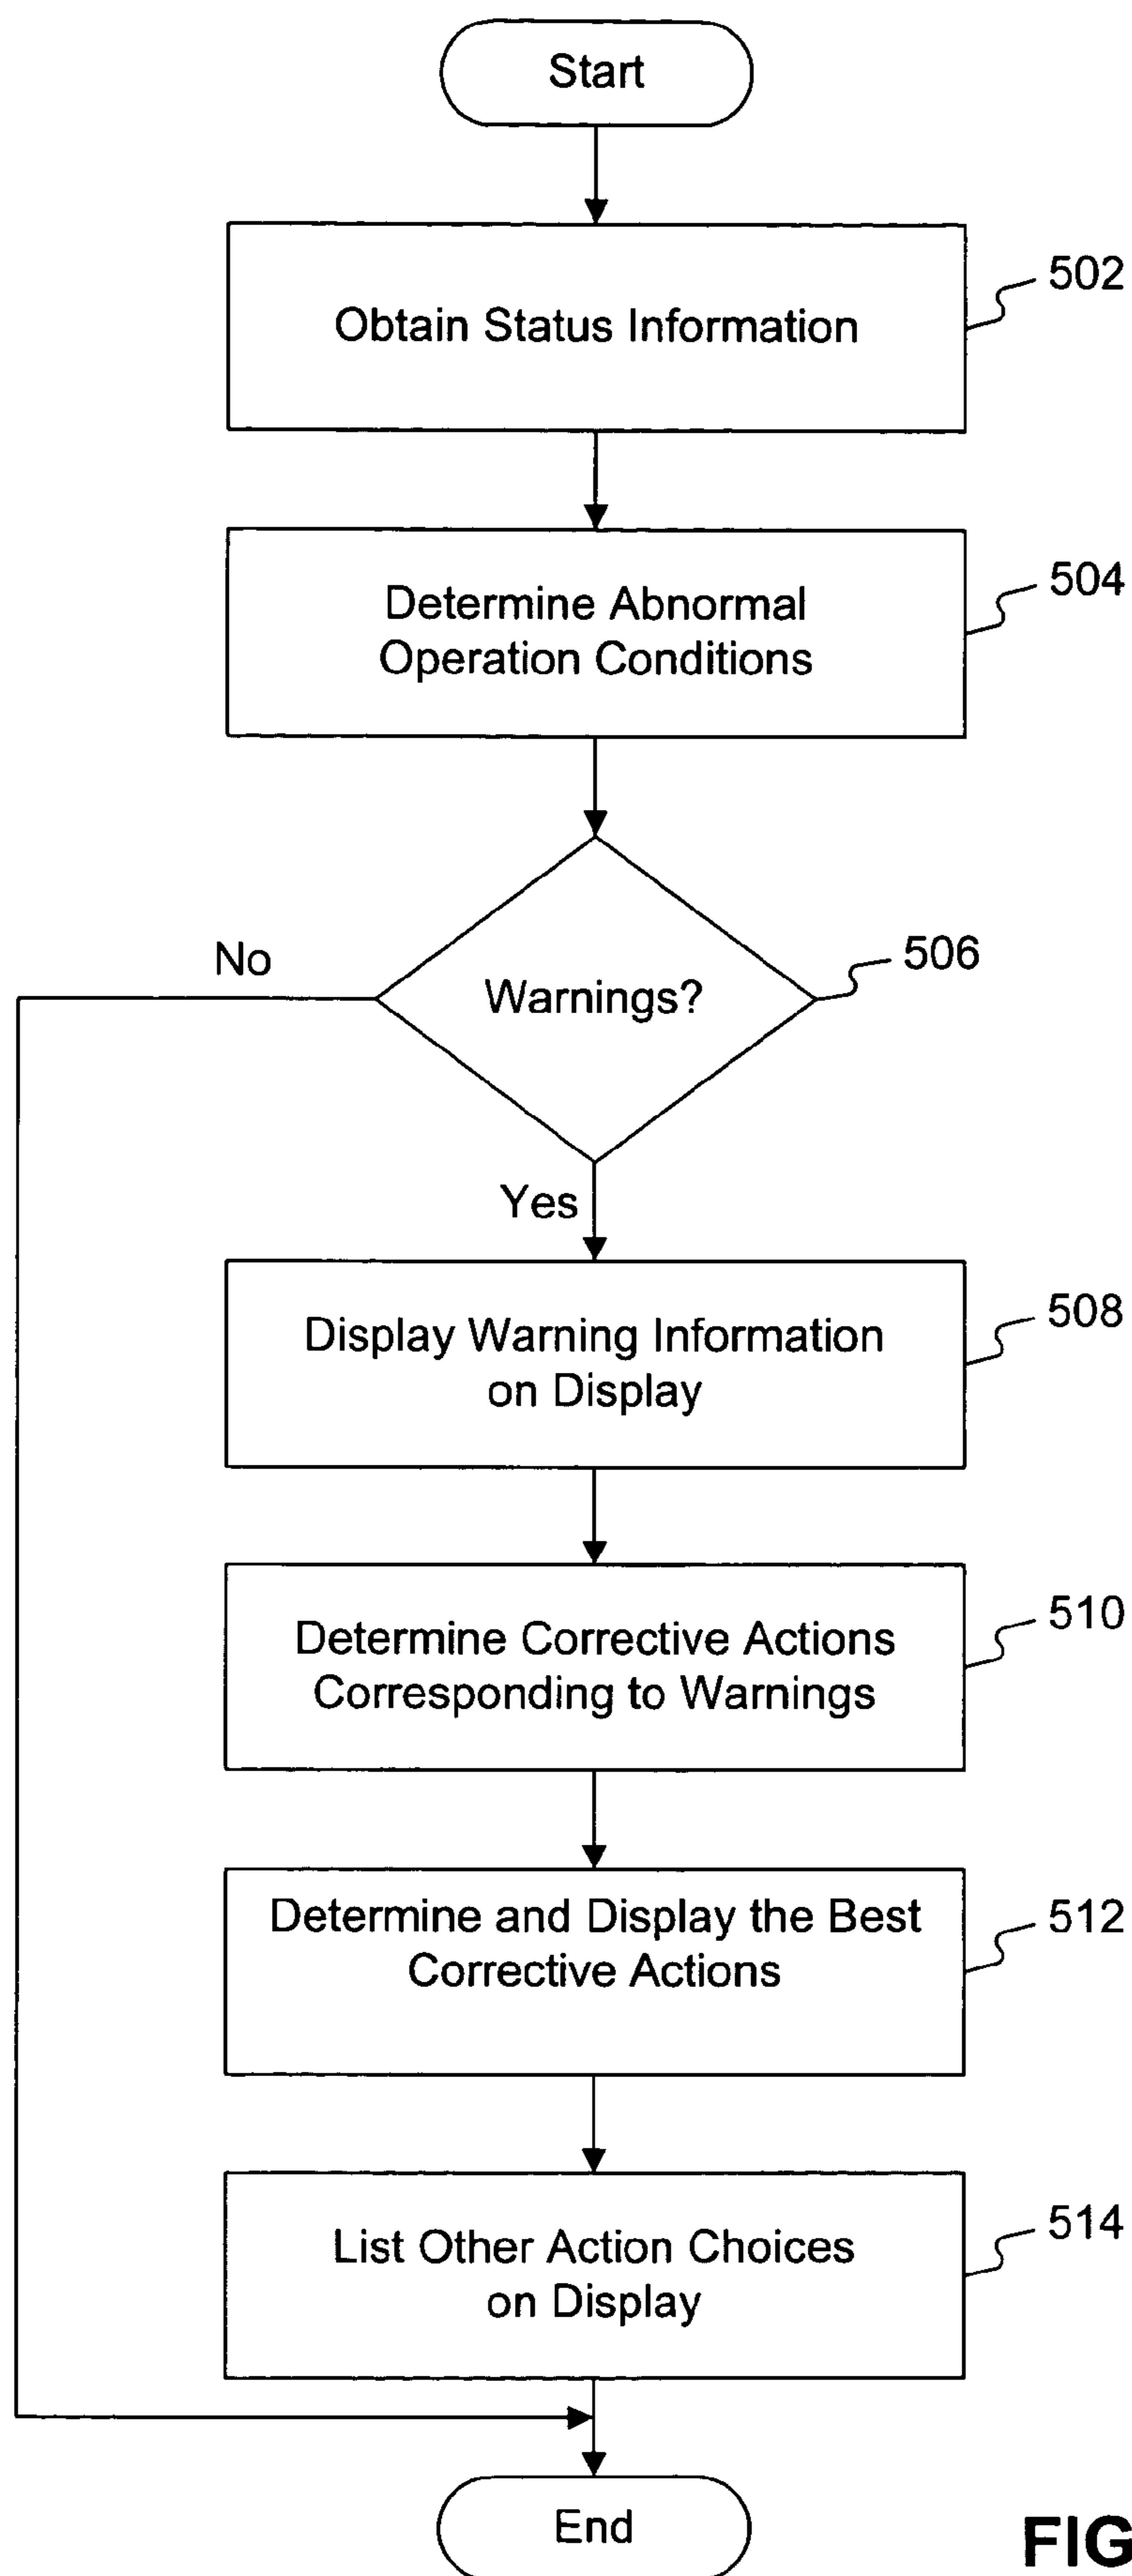 Start
Obtain Status Information
502
Determine Abnormal
Operation Conditions
504
Warnings?
506
No
Yes
Display Warning Information
on Display
508
Determine Corrective Actions
Corresponding to Warnings
510
Determine and Display the Best
Corrective Actions
512
List Other Action Choices
on Display
514
End
FIG